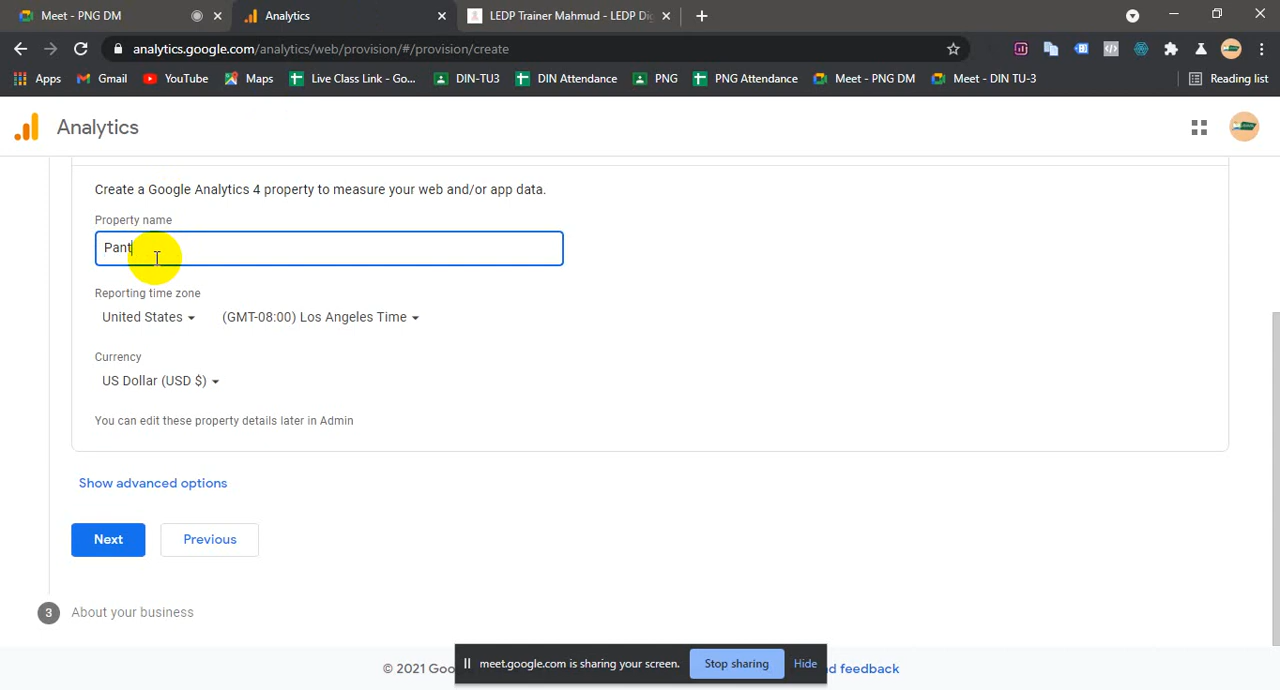 Meet - PNG DM
Analytics
LEDP Trainer Mahmud - LEDP Di
analytics.google.com/analytics/web/provision/#/provision/create
Apps
Gmail
YouTube
Maps
Live Class Link - Go...
DIN-TU3
DIN Attendance
PNG
PNG Attendance
Meet - PNG DM
Meet - DIN TU-3
Reading list
Analytics
Create a Google Analytics 4 property to measure your web and/or app data.
Property name
Pant
Reporting time zone
United States
(GMT-08:00) Los Angeles Time
Currency
US Dollar (USD $)
You can edit these property details later in Admin
Show advanced options
Next
Previous
3
About your business
meet.google.com is sharing your screen.
Stop sharing
Hide
© 2021 Goo
d feedback